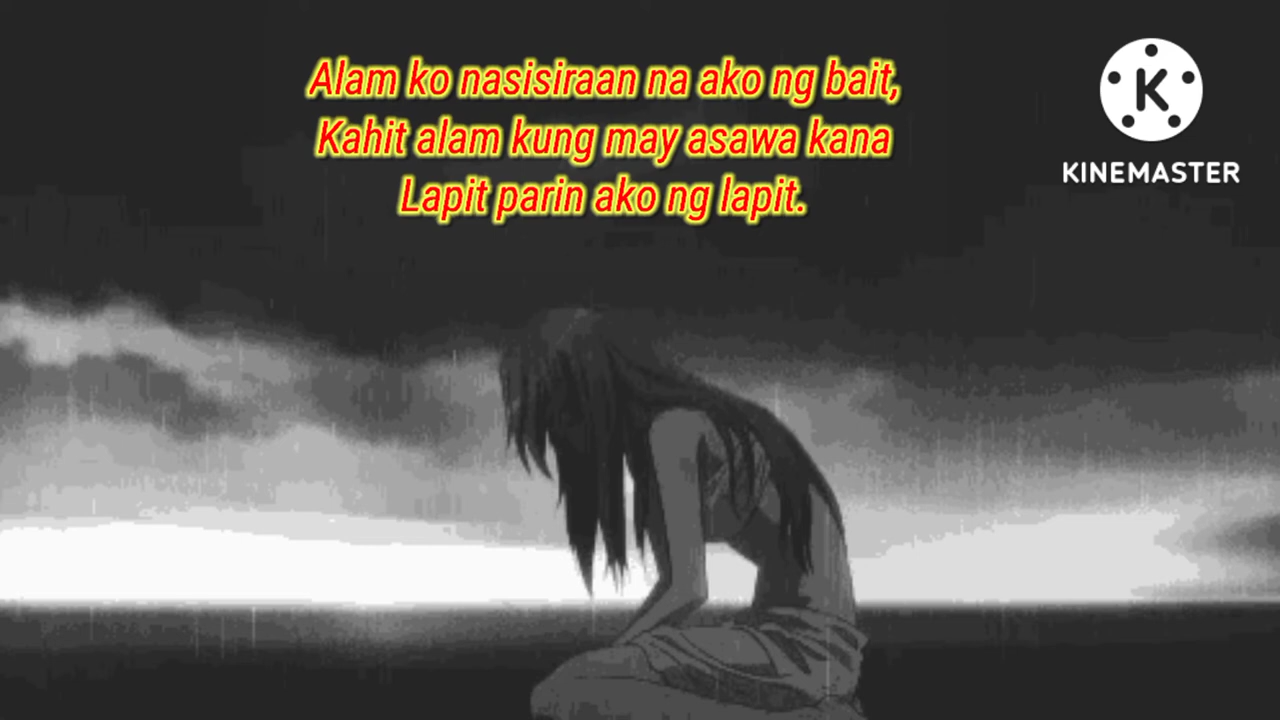 Alam ko nasisiraan na ako ng bait,
Kahit alam kung may asawa kana
Lapit parin ako ng lapit.
K
KINEMASTER